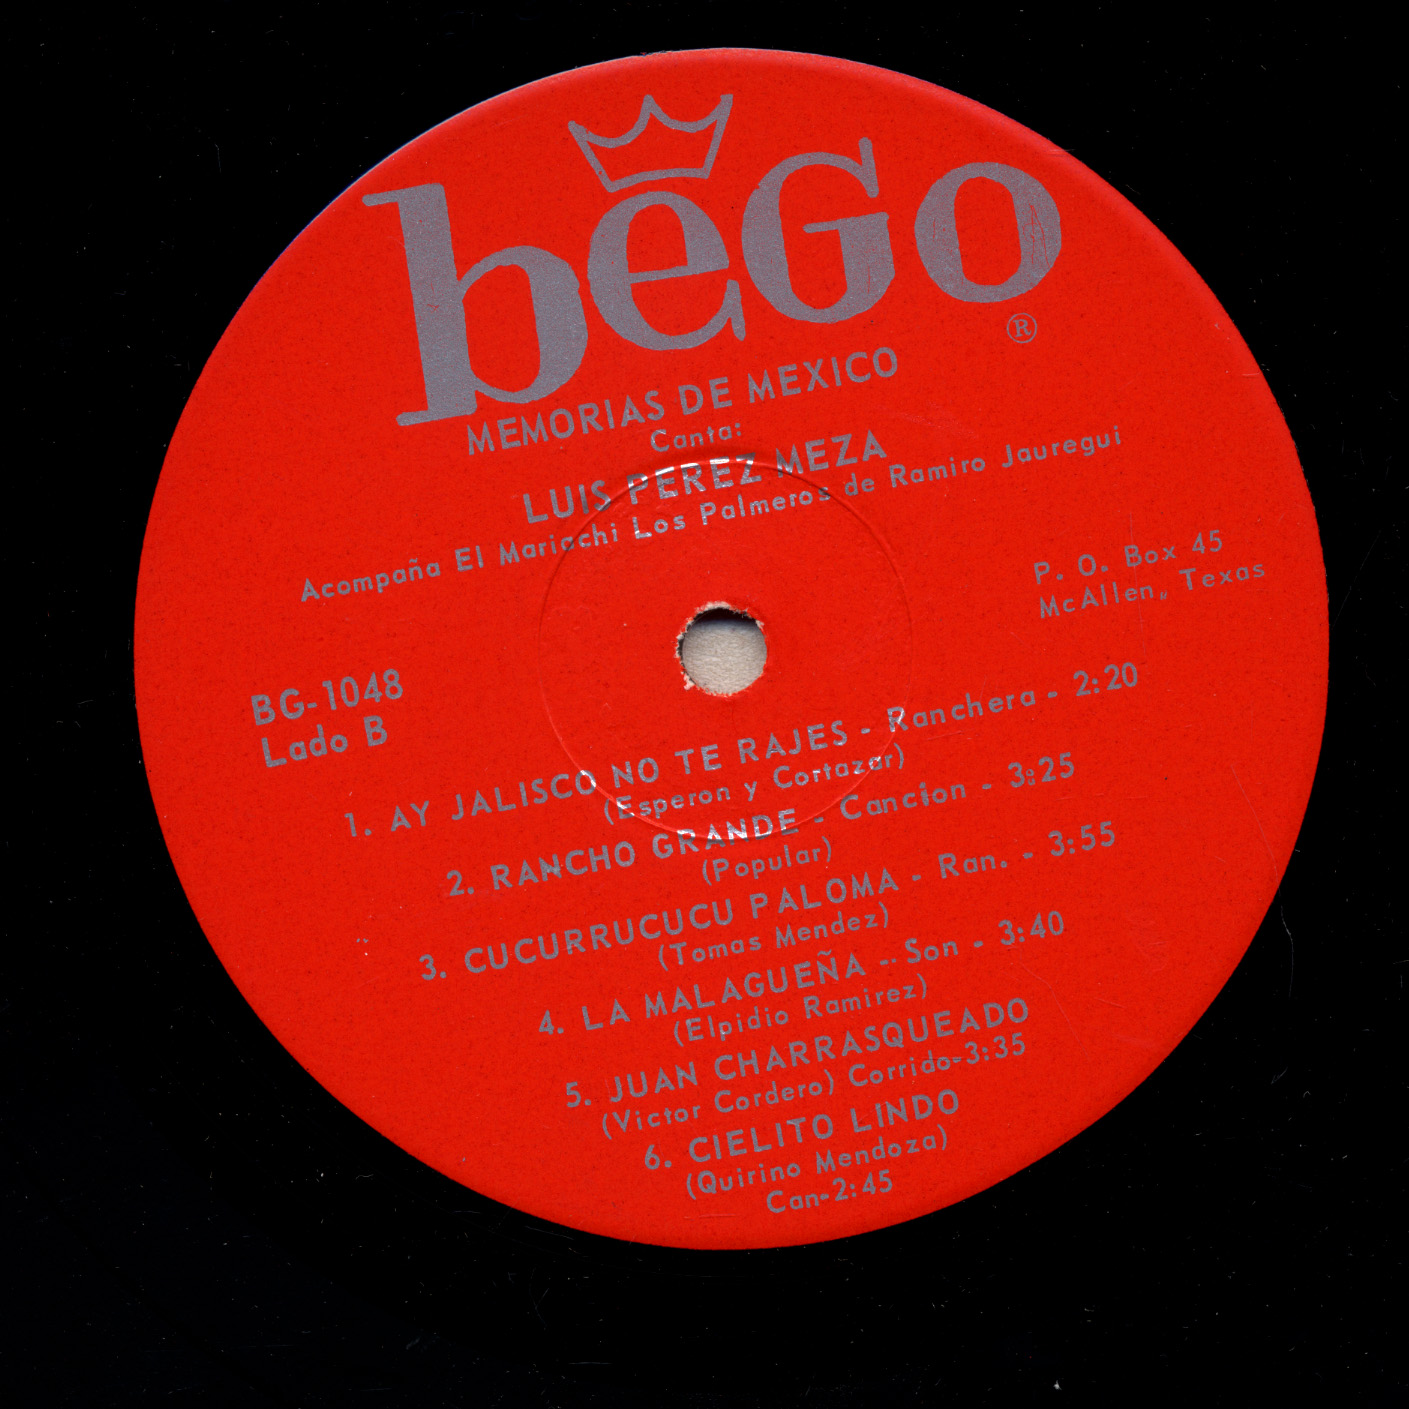 beGo
®
MEMORIAS DE MEXICO
Canta:
LUIS PEREZ MEZA
Acompaña El Mariachi Los Palmeros de Ramiro Jauregui
P. O. Box 45
McAllen,, Texas
BG-1048
Lado B
1. AY JALISCO NO TE RAJES - Ranchera - 2:20
(Esperon y Cortazar)
2. RANCHO GRANDE - Cancion - 3:25
(Popular)
3. CUCURRUCUCU PALOMA - Ran. - 3:55
(Tomas Mendez)
4. LA MALAGUEÑA -- Son - 3:40
(Elpidio Ramirez)
5. JUAN CHARRASQUEADO
(Victor Cordero) Corrido-3:35
6. CIELITO LINDO
(Quirino Mendoza)
Can-2:45